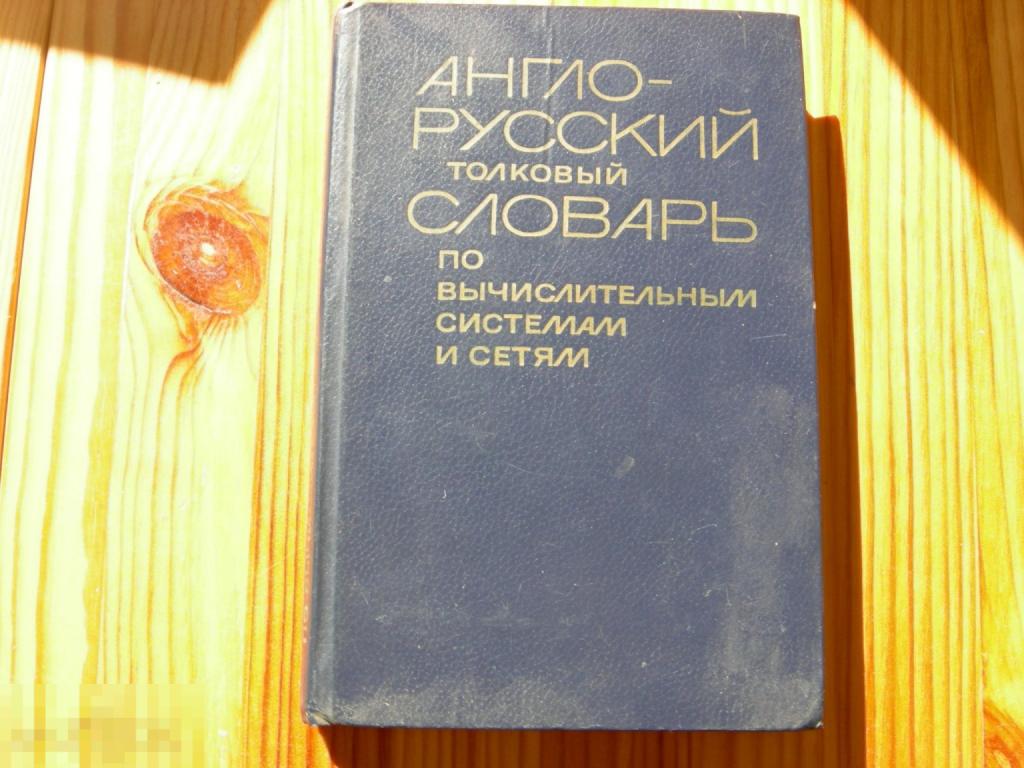 АНГЛО-
РУССКИЙ
ТОЛКОВЫЙ
СЛОВАРЬ
ПО
ВЫЧИСЛИТЕЛЬНЫМ
СИСТЕМАМ
И СЕТЯМ